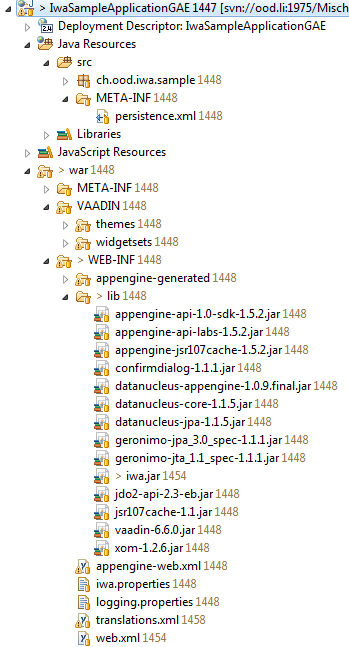 > IwaSampleApplicationGAE 1447 [svn://ood.li:1975/Misch
Deployment Descriptor: IwaSampleApplicationGAE
Java Resources
src
ch.ood.iwa.sample 1448
META-INF 1448
persistence.xml 1448
Libraries
JavaScript Resources
> war 1448
META-INF 1448
VAADIN 1448
themes 1448
widgetsets 1448
> WEB-INF 1448
appengine-generated 1448
> lib 1448
appengine-api-1.0-sdk-1.5.2.jar 1448
appengine-api-labs-1.5.2.jar 1448
appengine-jsr107cache-1.5.2.jar 1448
confirmdialog-1.1.1.jar 1448
datanucleus-appengine-1.0.9.final.jar 1448
datanucleus-core-1.1.5.jar 1448
datanucleus-jpa-1.1.5.jar 1448
geronimo-jpa_3.0_spec-1.1.1.jar 1448
geronimo-jta_1.1_spec-1.1.1.jar 1448
> iwa.jar 1454
jdo2-api-2.3-eb.jar 1448
jsr107cache-1.1.jar 1448
vaadin-6.6.0.jar 1448
xom-1.2.6.jar 1448
appengine-web.xml 1448
iwa.properties 1448
logging.properties 1448
translations.xml 1458
web.xml 1454